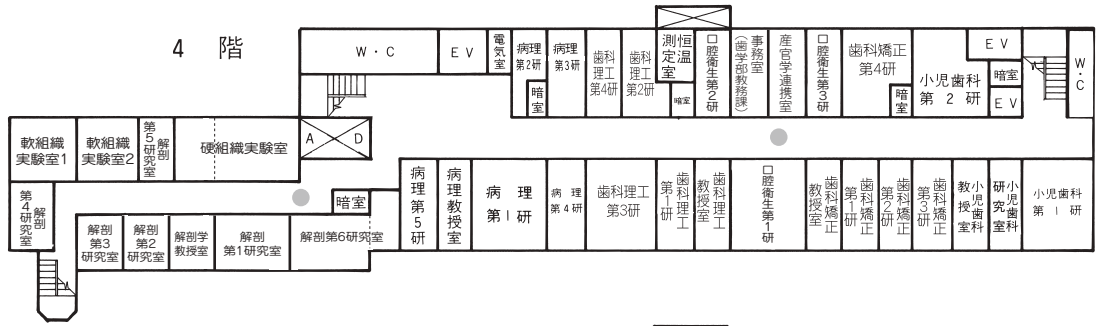 4 階
W・C
EV
電気室
病理
第2研
暗室
病理
第3研
歯科
理工
第4研
歯科
理工
第2研
恒温
測定室
暗室
口腔衛生第2研
事務室
(歯学部教務課)
産官学連携室
口腔衛生第3研
歯科矯正
第4研
暗室
小児歯科
第2研
EV
暗室
EV
W・C
軟組織
実験室1
軟組織
実験室2
解剖
第5研究室
硬組織実験室
A D
解剖
第4研究室
解剖
第3
研究室
解剖
第2
研究室
解剖学
教授室
解剖
第1研究室
解剖第6研究室
暗室
病理第5研
病理教授室
病理
第1研
病理
第4研
歯科理工
第3研
歯科理工
第1研
歯科理工
教授室
口腔衛生第1研
歯科矯正
教授室
歯科矯正
第1研
歯科矯正
第2研
歯科矯正
第3研
小児歯科
教授室
小児歯科
研究室
小児歯科
第1研